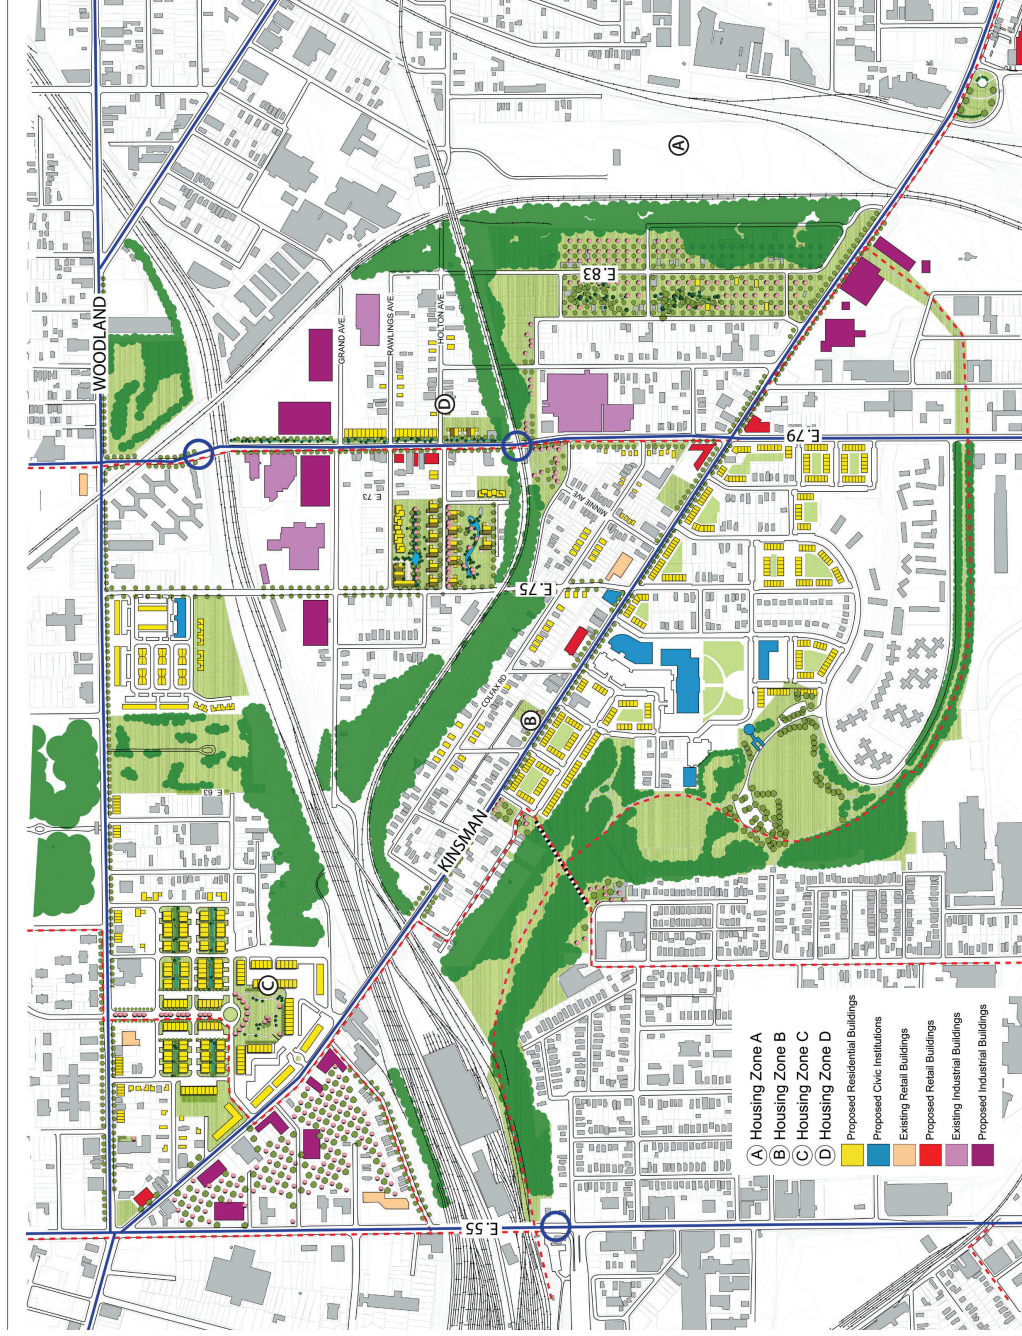 WOODLAND
A
E.83
GRAND AVE.
RAWLINGS AVE.
HOLTON AVE.
D
E.79
E. 73
MINNIE AVE
E.75
COLFAX RD
B
E. 63
KINSMAN
C
E.55
A Housing Zone A
B Housing Zone B
C Housing Zone C
D Housing Zone D
Proposed Residential Buildings
Proposed Civic Institutions
Existing Retail Buildings
Proposed Retail Buildings
Existing Industrial Buildings
Proposed Industrial Buildings